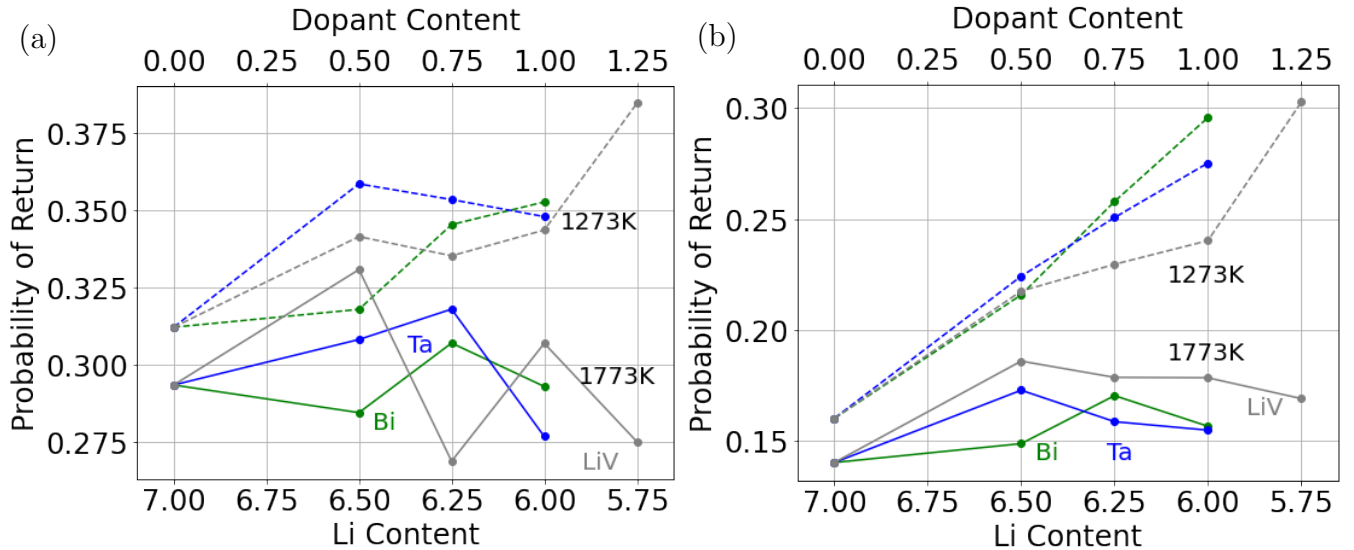 (a)
Dopant Content
0.00 0.25 0.50 0.75 1.00 1.25
0.375
0.350
0.325
0.300
0.275
Probability of Return
1273K
Ta
1773K
Bi
LiV
7.00 6.75 6.50 6.25 6.00 5.75
Li Content
(b)
Dopant Content
0.00 0.25 0.50 0.75 1.00 1.25
0.30
0.25
0.20
0.15
Probability of Return
1273K
1773K
LiV
Bi
Ta
7.00 6.75 6.50 6.25 6.00 5.75
Li Content